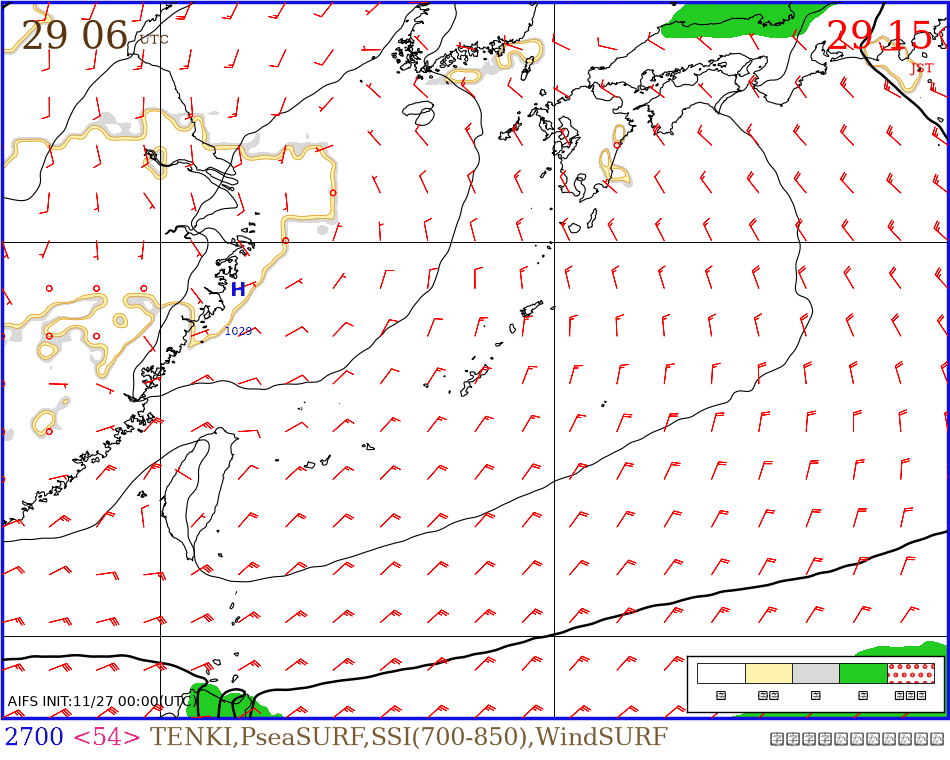 29 06 UTC
29 15: JST
H
1029
AIFS INIT:11/27 00:00(UTC)
2700 <54> TENKI,PseaSURF,SSI(700-850),WindSURF